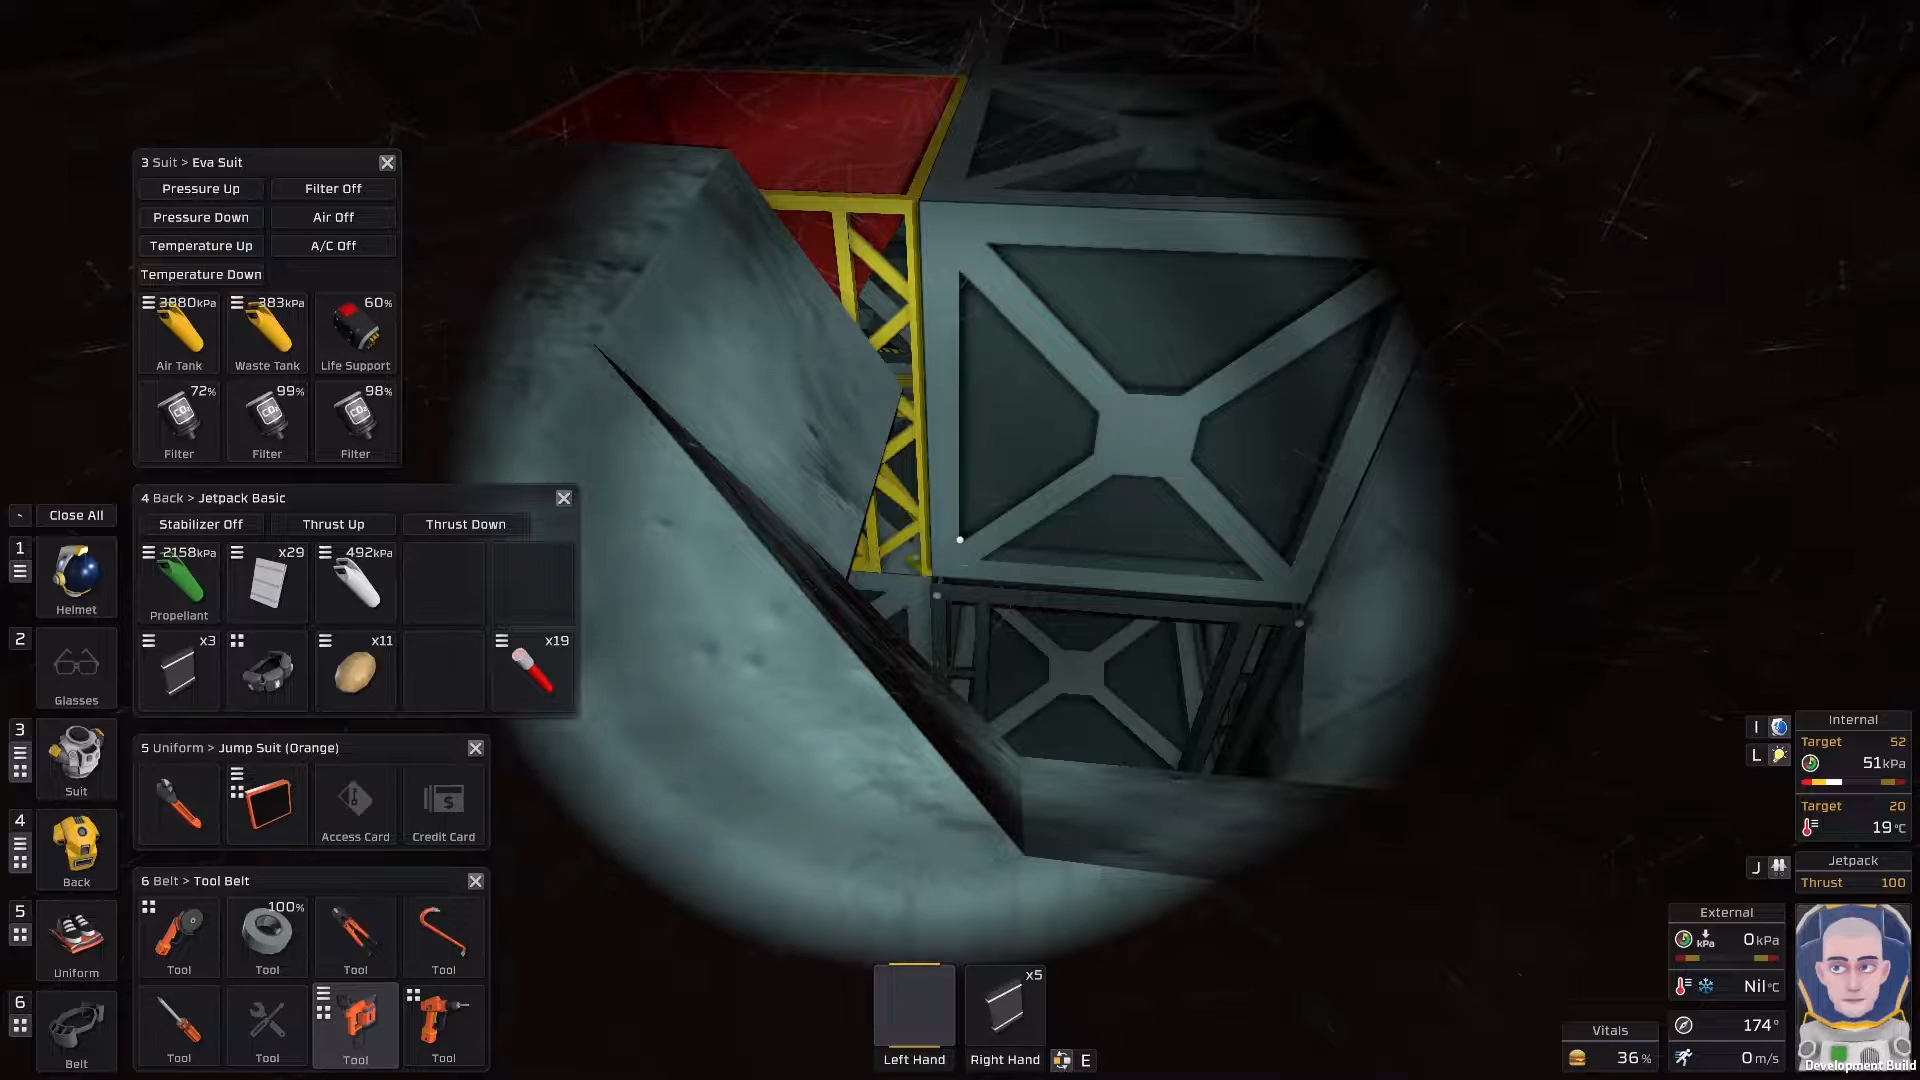 3 Suit > Eva Suit
Pressure Up
Filter Off
Pressure Down
Air Off
Temperature Up
A/C Off
Temperature Down
3880kPa
383kPa
60%
Air Tank
Waste Tank
Life Support
72%
99%
98%
CO₂
CO₂
CO₂
Filter
Filter
Filter
4 Back > Jetpack Basic
Stabilizer Off
Thrust Up
Thrust Down
2158kPa
x29
492kPa
Propellant
x3
x11
x19
5 Uniform > Jump Suit (Orange)
Access Card
Credit Card
6 Belt > Tool Belt
100%
Tool
Tool
Tool
Tool
Tool
Tool
Tool
Tool
Close All
1
Helmet
2
Glasses
3
Suit
4
Back
5
Uniform
6
Belt
x5
Left Hand
Right Hand
E
Internal
I
Target 52
L
51kPa
Target 20
19°C
Jetpack
J
Thrust 100
External
kPa
0kPa
Nil°C
Vitals
174°
36%
0m/s
Development Build